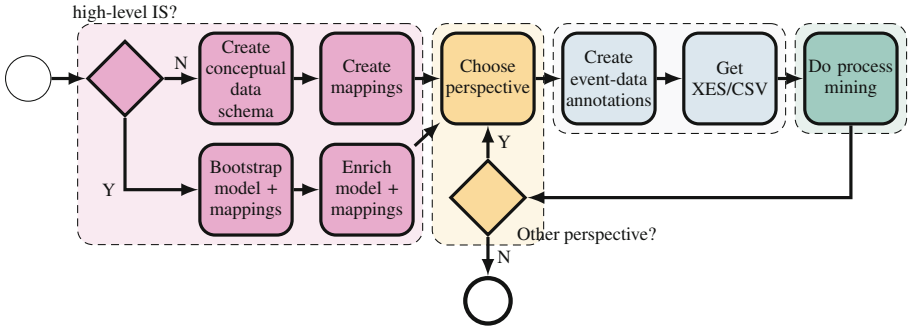 high-level IS?
N
Create
conceptual
data
schema
Create
mappings
Choose
perspective
Create
event-data
annotations
Get
XES/CSV
Do process
mining
Y
Bootstrap
model +
mappings
Enrich
model +
mappings
Y
Other perspective?
N